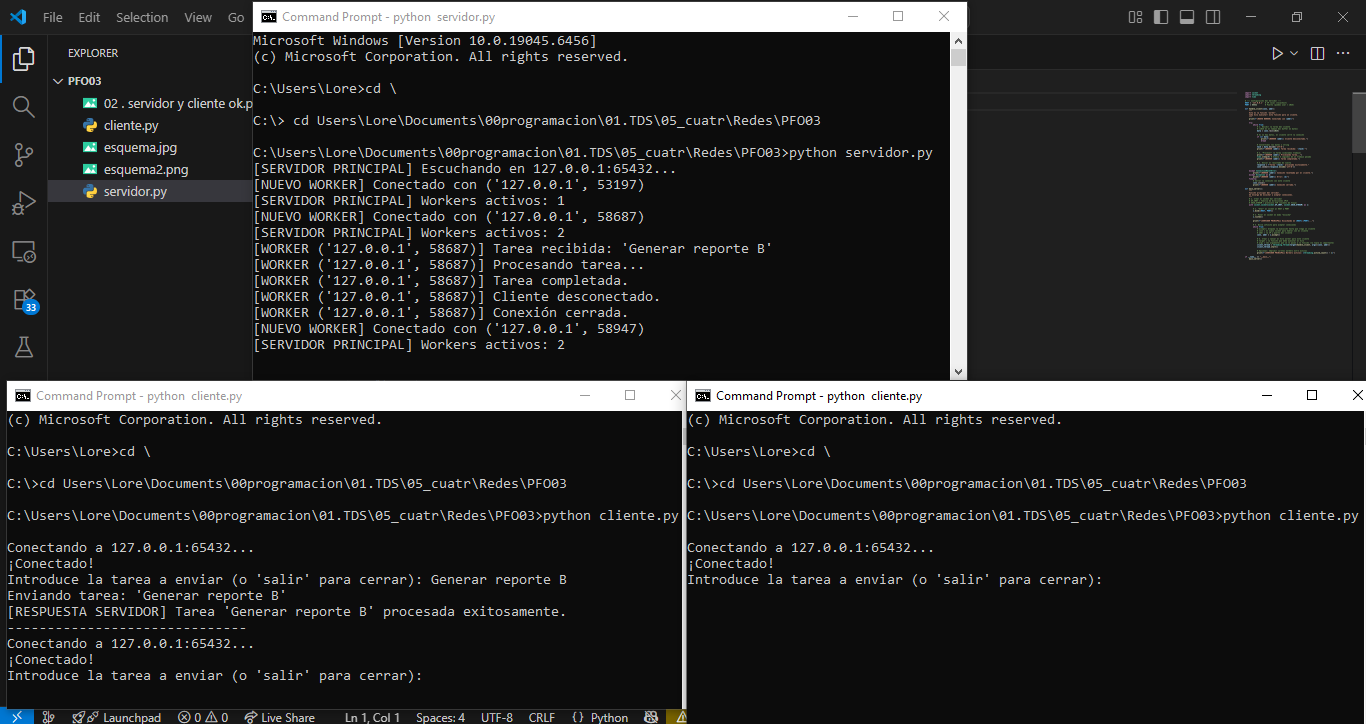 File Edit Selection View Go
Command Prompt - python servidor.py
EXPLORER
PFO03
02 . servidor y cliente ok.p
cliente.py
esquema.jpg
esquema2.png
servidor.py
33
Microsoft Windows [Version 10.0.19045.6456]
(c) Microsoft Corporation. All rights reserved.
C:\Users\Lore>cd \
C:\> cd Users\Lore\Documents\00programacion\01.TDS\05_cuatr\Redes\PFO03
C:\Users\Lore\Documents\00programacion\01.TDS\05_cuatr\Redes\PFO03>python servidor.py
[SERVIDOR PRINCIPAL] Escuchando en 127.0.0.1:65432...
[NUEVO WORKER] Conectado con ('127.0.0.1', 53197)
[SERVIDOR PRINCIPAL] Workers activos: 1
[NUEVO WORKER] Conectado con ('127.0.0.1', 58687)
[SERVIDOR PRINCIPAL] Workers activos: 2
[WORKER ('127.0.0.1', 58687)] Tarea recibida: 'Generar reporte B'
[WORKER ('127.0.0.1', 58687)] Procesando tarea...
[WORKER ('127.0.0.1', 58687)] Tarea completada.
[WORKER ('127.0.0.1', 58687)] Cliente desconectado.
[WORKER ('127.0.0.1', 58687)] Conexión cerrada.
[NUEVO WORKER] Conectado con ('127.0.0.1', 58947)
[SERVIDOR PRINCIPAL] Workers activos: 2
Command Prompt - python cliente.py
(c) Microsoft Corporation. All rights reserved.
C:\Users\Lore>cd \
C:\>cd Users\Lore\Documents\00programacion\01.TDS\05_cuatr\Redes\PFO03
C:\Users\Lore\Documents\00programacion\01.TDS\05_cuatr\Redes\PFO03>python cliente.py
Conectando a 127.0.0.1:65432...
¡Conectado!
Introduce la tarea a enviar (o 'salir' para cerrar): Generar reporte B
Enviando tarea: 'Generar reporte B'
[RESPUESTA SERVIDOR] Tarea 'Generar reporte B' procesada exitosamente.
------------------------------
Conectando a 127.0.0.1:65432...
¡Conectado!
Introduce la tarea a enviar (o 'salir' para cerrar):
Command Prompt - python cliente.py
(c) Microsoft Corporation. All rights reserved.
C:\Users\Lore>cd \
C:\>cd Users\Lore\Documents\00programacion\01.TDS\05_cuatr\Redes\PFO03
C:\Users\Lore\Documents\00programacion\01.TDS\05_cuatr\Redes\PFO03>python cliente.py
Conectando a 127.0.0.1:65432...
¡Conectado!
Introduce la tarea a enviar (o 'salir' para cerrar):
Launchpad 0 0 Live Share Ln 1, Col 1 Spaces: 4 UTF-8 CRLF {} Python